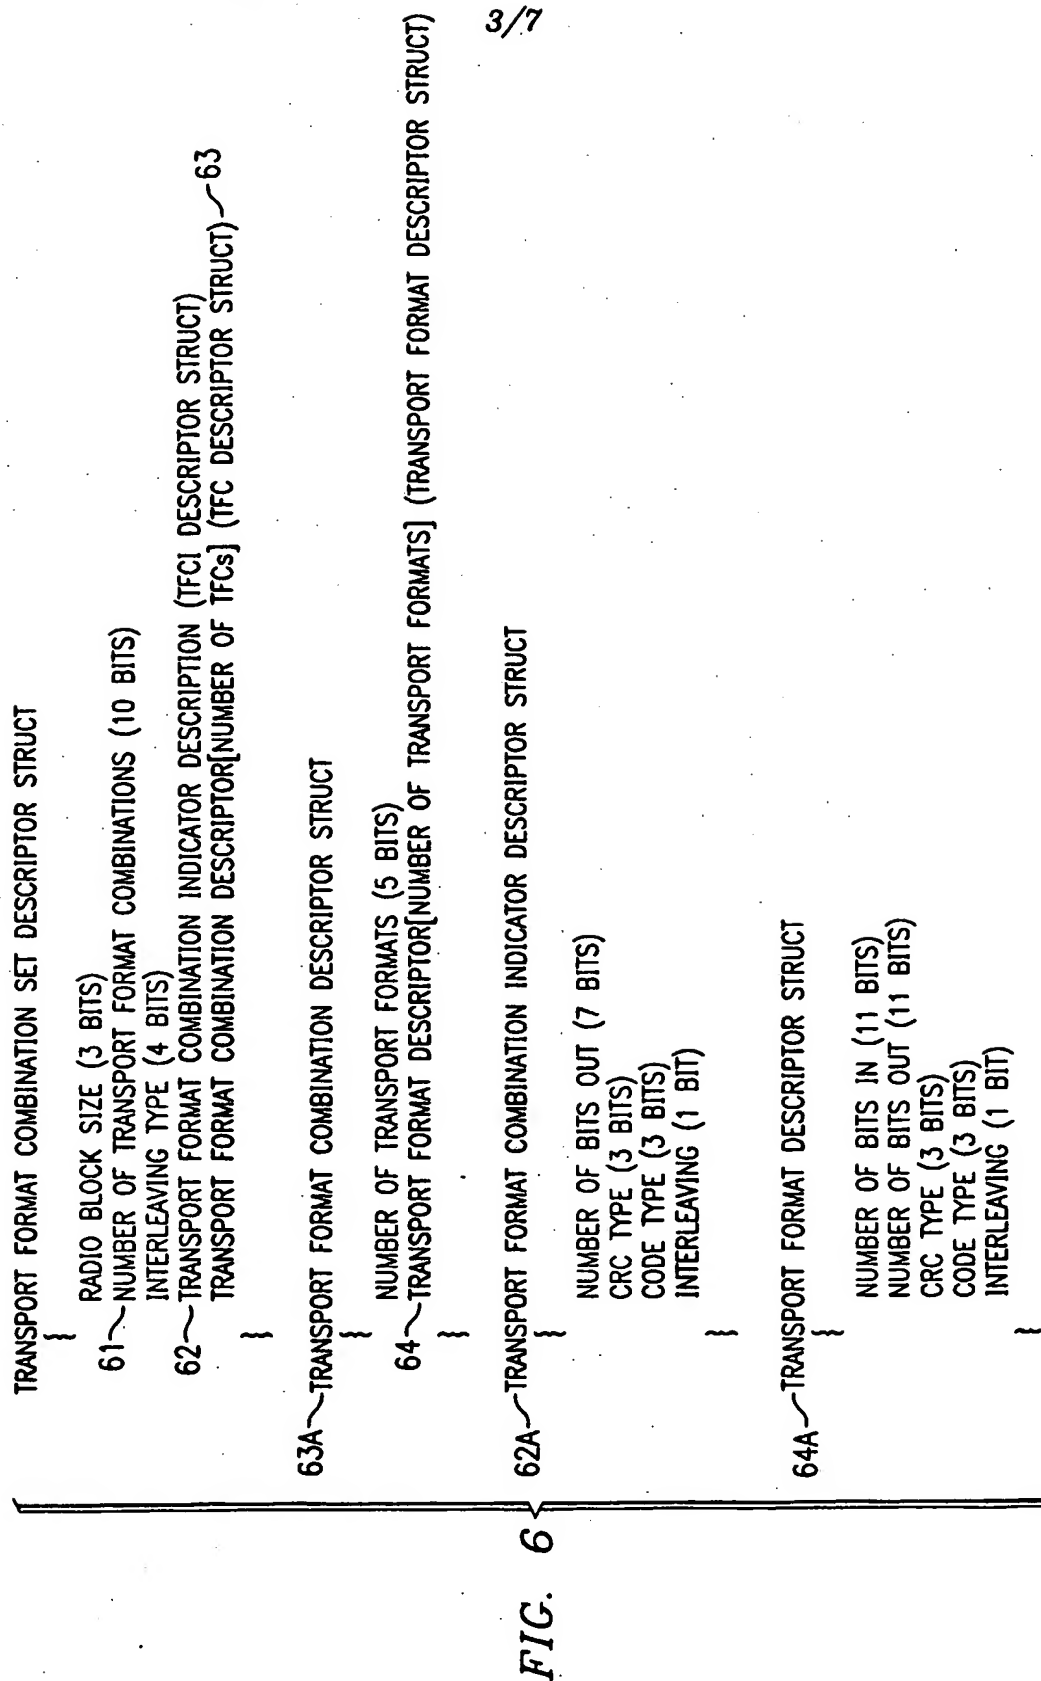 3/7
TRANSPORT FORMAT COMBINATION SET DESCRIPTOR STRUCT
{
RADIO BLOCK SIZE (3 BITS)
61 NUMBER OF TRANSPORT FORMAT COMBINATIONS (10 BITS)
INTERLEAVING TYPE (4 BITS)
62 TRANSPORT FORMAT COMBINATION INDICATOR DESCRIPTION (TFCI DESCRIPTOR STRUCT)
TRANSPORT FORMAT COMBINATION DESCRIPTOR[NUMBER OF TFCs] (TFC DESCRIPTOR STRUCT) 63
}
63A TRANSPORT FORMAT COMBINATION DESCRIPTOR STRUCT
{
NUMBER OF TRANSPORT FORMATS (5 BITS)
64 TRANSPORT FORMAT DESCRIPTOR[NUMBER OF TRANSPORT FORMATS] (TRANSPORT FORMAT DESCRIPTOR STRUCT)
}
62A TRANSPORT FORMAT COMBINATION INDICATOR DESCRIPTOR STRUCT
{
NUMBER OF BITS OUT (7 BITS)
CRC TYPE (3 BITS)
CODE TYPE (3 BITS)
INTERLEAVING (1 BIT)
}
64A TRANSPORT FORMAT DESCRIPTOR STRUCT
{
NUMBER OF BITS IN (11 BITS)
NUMBER OF BITS OUT (11 BITS)
CRC TYPE (3 BITS)
CODE TYPE (3 BITS)
INTERLEAVING (1 BIT)
}
FIG. 6